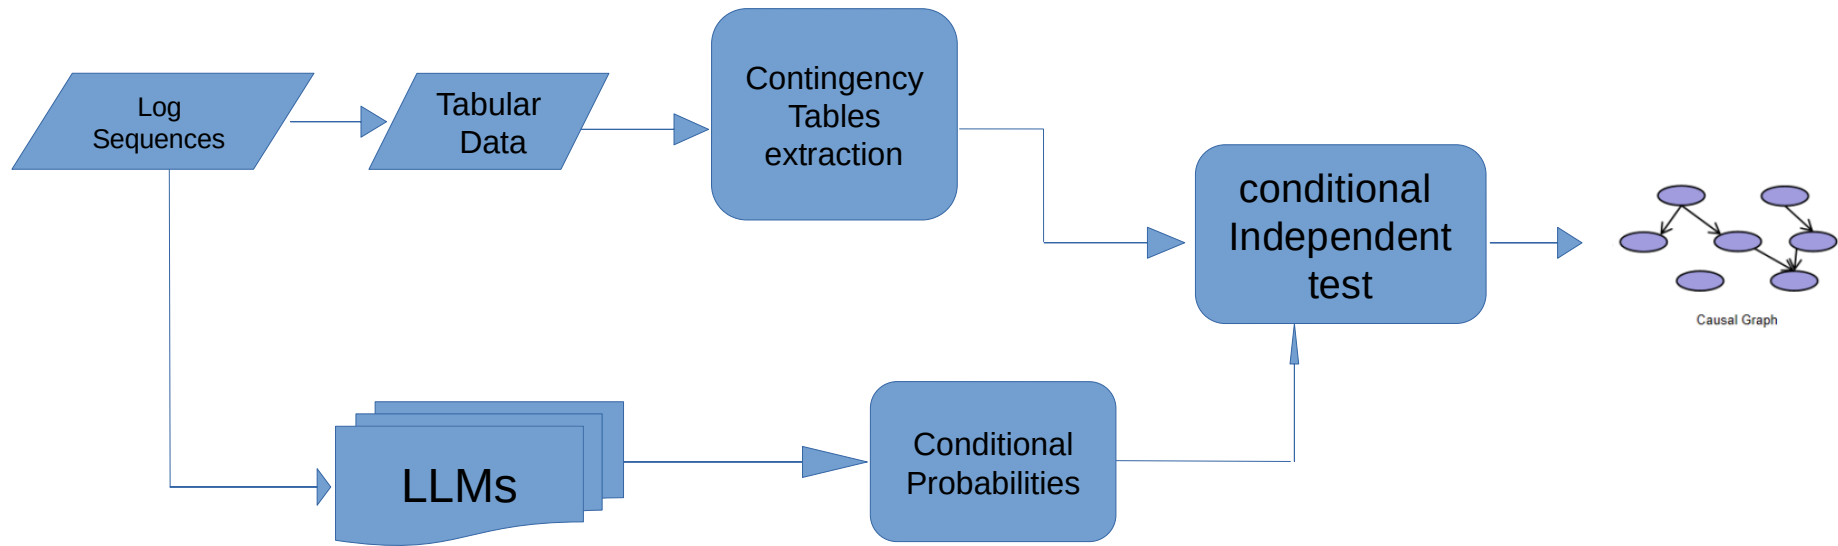 Log
Sequences
Tabular
Data
Contingency
Tables
extraction
conditional
Independent
test
Causal Graph
LLMs
Conditional
Probabilities